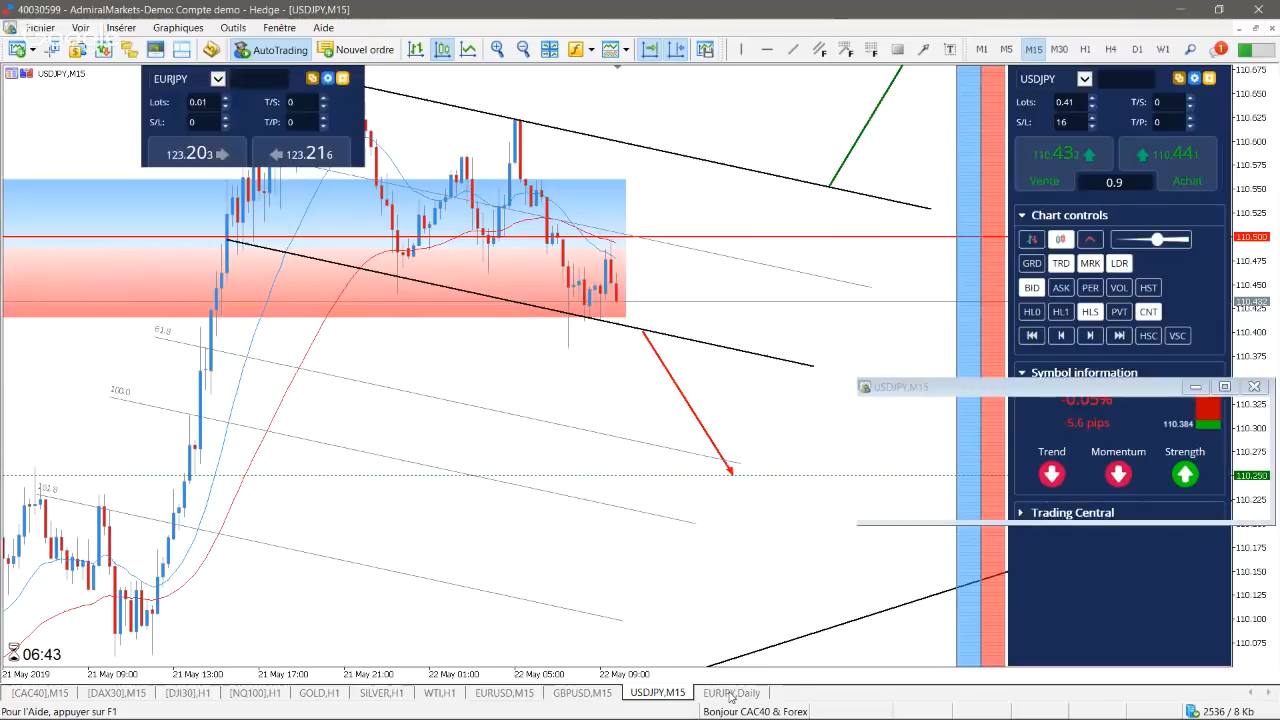 40030599 - AdmiralMarkets-Demo: Compte demo - Hedge - [USDJPY,M15]
Fichier Voir Insérer Graphiques Outils Fenêtre Aide
AutoTrading Nouvel ordre M1 M5 M15 M30 H1 H4 D1 W1 1
USDJPY,M15
EURJPY
Lots: 0.01 T/S: 0
S/L: 0 T/P: 0
123.203 123.216
61.8
100.0
161.8
06:43
110.675
110.650
110.625
110.600
110.575
110.550
110.525
110.500
110.475
110.450
110.432
110.400
110.375
110.325
110.300
110.275
110.250
110.225
110.175
110.150
110.125
110.100
110.075
USDJPY
Lots: 0.41 T/S: 0
S/L: 16 T/P: 0
110.432 110.441
Vente 0.9 Achat
Chart controls
GRD TRD MRK LDR
BID ASK PER VOL HST
HL0 HL1 HLS PVT CNT
HSC VSC
Symbol information
USDJPY,M15
-0.05%
-5.6 pips 110.384
Trend Momentum Strength
Trading Central
21 May 2019 21 May 09:00 21 May 13:00 21 May 17:00 21 May 21:00 22 May 01:00 22 May 05:00 22 May 09:00
[CAC40],M15 [DAX30],M15 [DJI30],H1 [NQ100],H1 GOLD,H1 SILVER,H1 WTI,H1 EURUSD,M15 GBPUSD,M15 USDJPY,M15 EURJPY,Daily
Pour l'Aide, appuyer sur F1 Bonjour CAC40 & Forex 2536 / 8 Kb